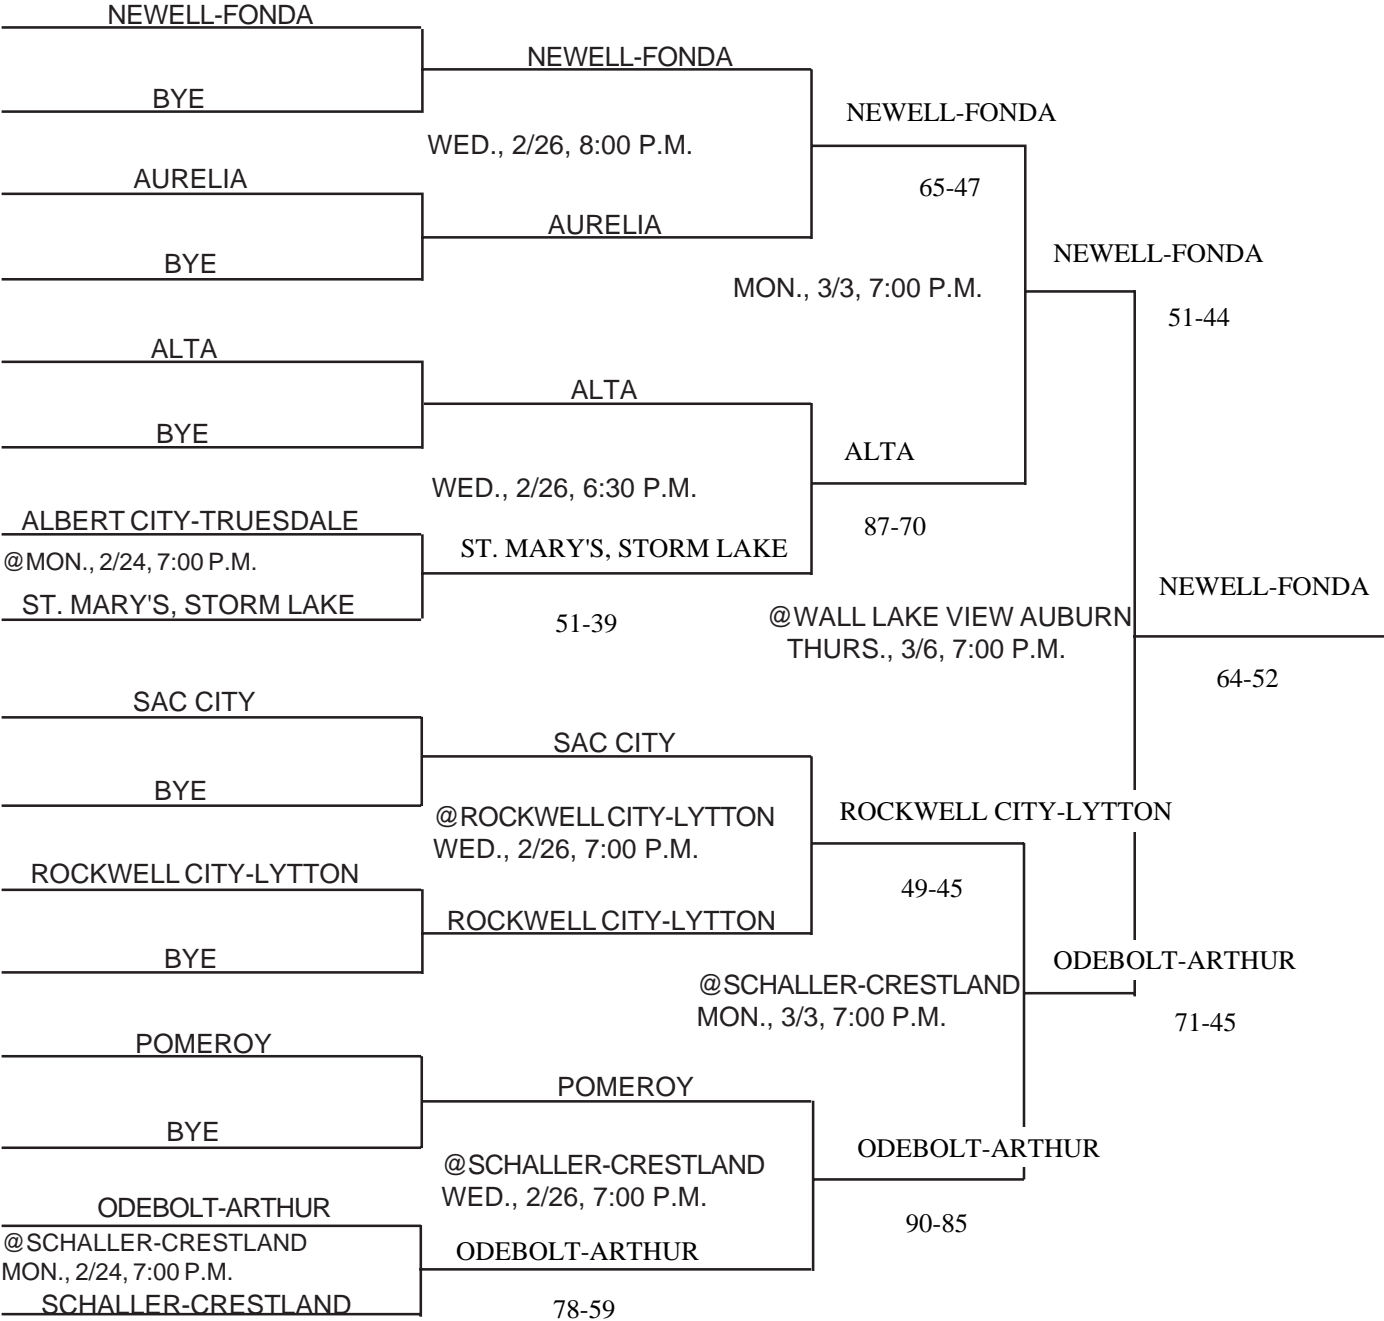 NEWELL-FONDA
NEWELL-FONDA
BYE
NEWELL-FONDA
WED., 2/26, 8:00 P.M.
AURELIA
65-47
AURELIA
NEWELL-FONDA
BYE
MON., 3/3, 7:00 P.M.
51-44
ALTA
ALTA
BYE
ALTA
WED., 2/26, 6:30 P.M.
ALBERT CITY-TRUESDALE
87-70
@MON., 2/24, 7:00 P.M.
ST. MARY'S, STORM LAKE
ST. MARY'S, STORM LAKE
51-39
NEWELL-FONDA
@WALL LAKE VIEW AUBURN
THURS., 3/6, 7:00 P.M.
64-52
SAC CITY
SAC CITY
BYE
@ROCKWELL CITY-LYTTON
WED., 2/26, 7:00 P.M.
ROCKWELL CITY-LYTTON
ROCKWELL CITY-LYTTON
49-45
ROCKWELL CITY-LYTTON
BYE
ODEBOLT-ARTHUR
@SCHALLER-CRESTLAND
MON., 3/3, 7:00 P.M.
71-45
POMEROY
POMEROY
BYE
ODEBOLT-ARTHUR
@SCHALLER-CRESTLAND
WED., 2/26, 7:00 P.M.
ODEBOLT-ARTHUR
90-85
@SCHALLER-CRESTLAND
MON., 2/24, 7:00 P.M.
ODEBOLT-ARTHUR
SCHALLER-CRESTLAND
78-59